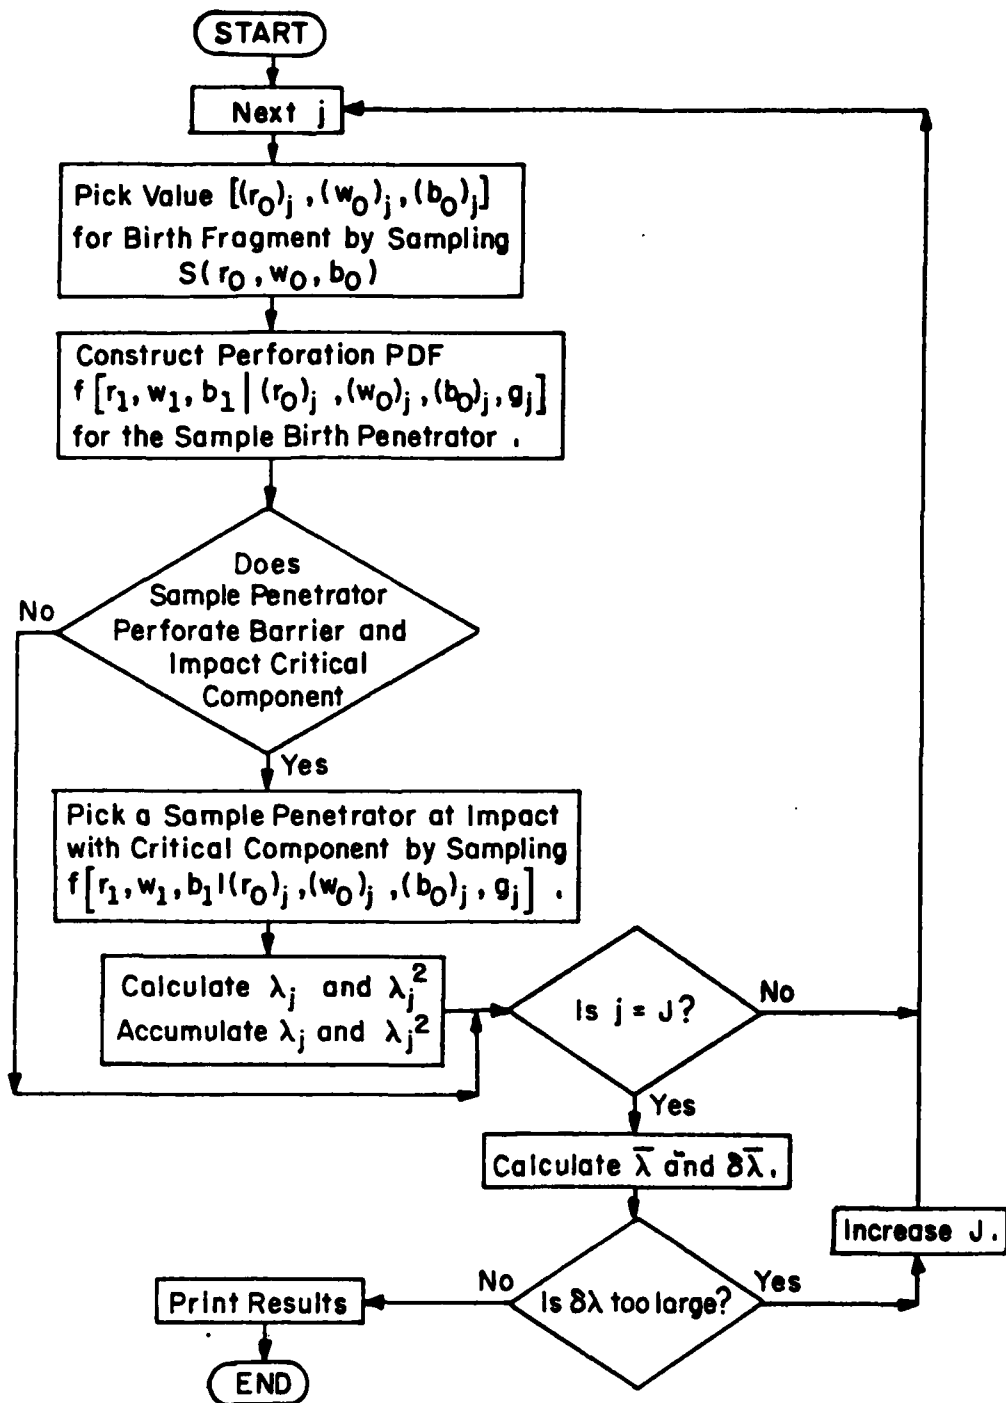 START
Next j
Pick Value [(r₀)ⱼ , (w₀)ⱼ , (b₀)ⱼ]
for Birth Fragment by Sampling
S( r₀ , w₀ , b₀ )
Construct Perforation PDF
f [ r₁ , w₁ , b₁ | (r₀)ⱼ , (w₀)ⱼ , (b₀)ⱼ , gⱼ ]
for the Sample Birth Penetrator .
Does
Sample Penetrator
Perforate Barrier and
Impact Critical
Component
No
Yes
Pick a Sample Penetrator at Impact
with Critical Component by Sampling
f [ r₁ , w₁ , b₁ | (r₀)ⱼ , (w₀)ⱼ , (b₀)ⱼ , gⱼ ] .
Calculate λⱼ and λⱼ²
Accumulate λⱼ and λⱼ²
Is j = J?
No
Yes
Calculate λ̄ and δλ̄.
Increase J.
Is δλ too large?
No
Yes
Print Results
END